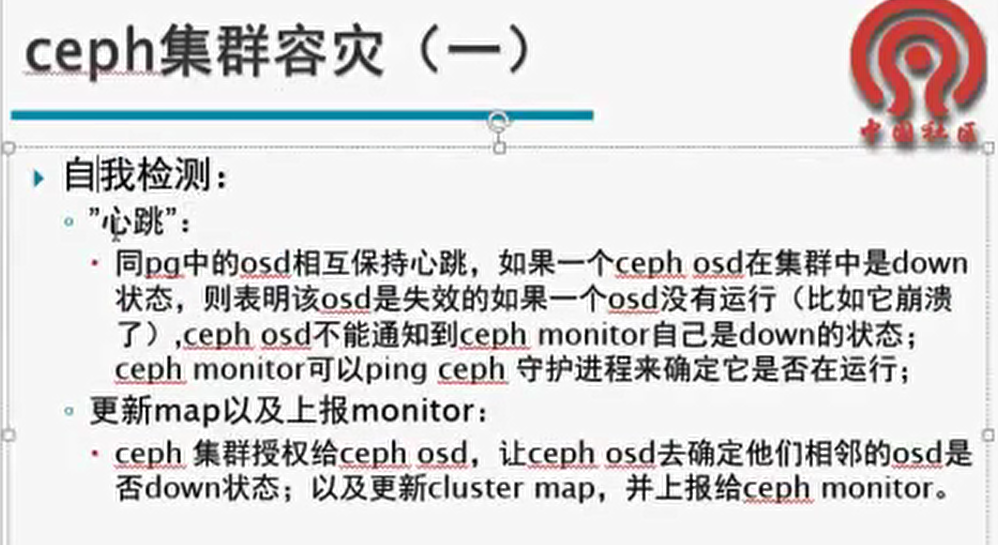 ceph集群容灾（一）
中国社区
自我检测：
”心跳”：
同pg中的osd相互保持心跳，如果一个ceph osd在集群中是down
状态，则表明该osd是失效的如果一个osd没有运行（比如它崩溃
了）,ceph osd不能通知到ceph monitor自己是down的状态；
ceph monitor可以ping ceph 守护进程来确定它是否在运行；
更新map以及上报monitor：
ceph 集群授权给ceph osd，让ceph osd去确定他们相邻的osd是
否down状态；以及更新cluster map，并上报给ceph monitor。